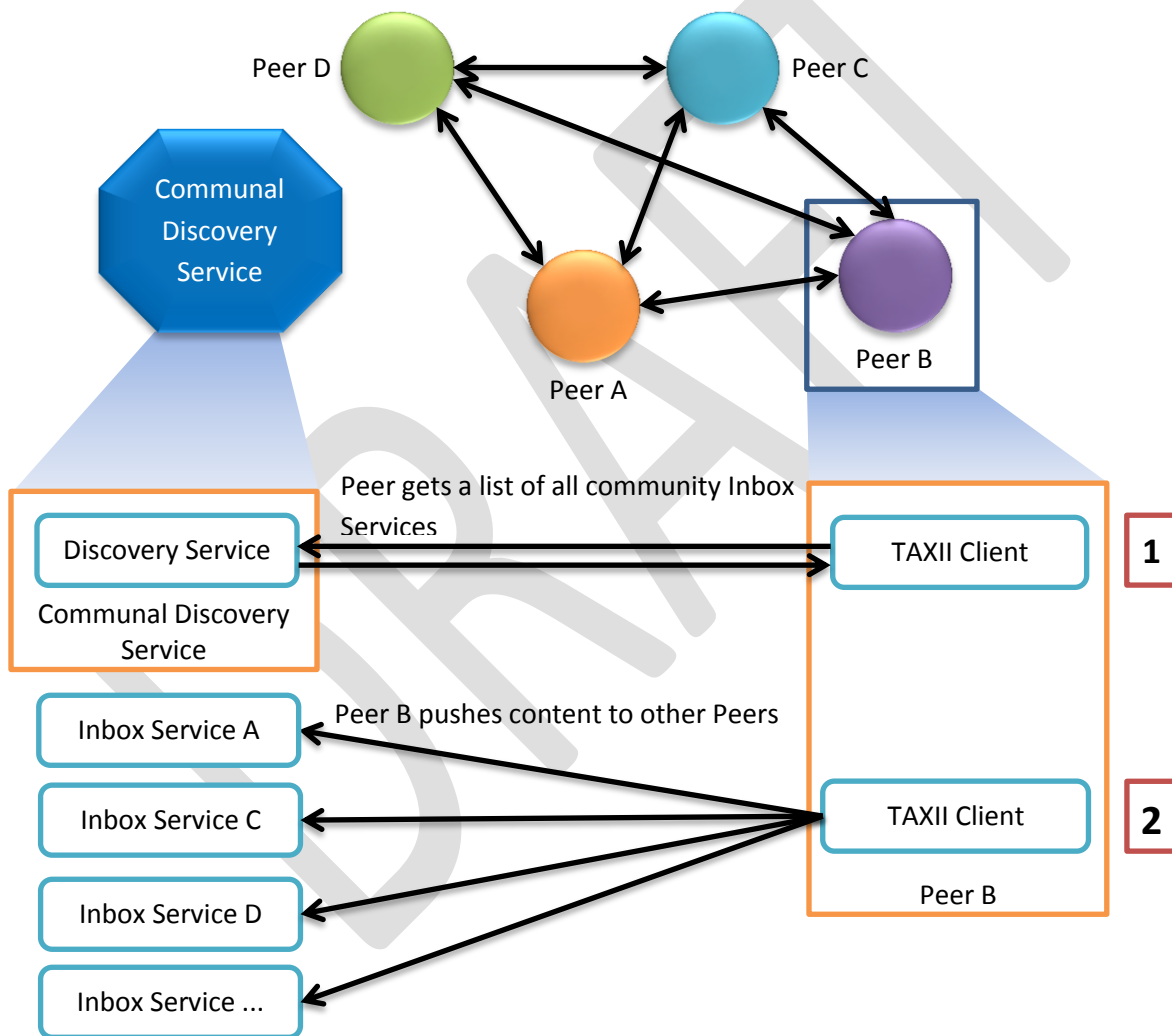 Peer D
Peer C
Communal
Discovery
Service
Peer B
Peer A
Peer gets a list of all community Inbox
Services
Discovery Service
TAXII Client
1
Communal Discovery
Service
Peer B pushes content to other Peers
Inbox Service A
Inbox Service C
TAXII Client
2
Inbox Service D
Peer B
Inbox Service ...
DRAFT